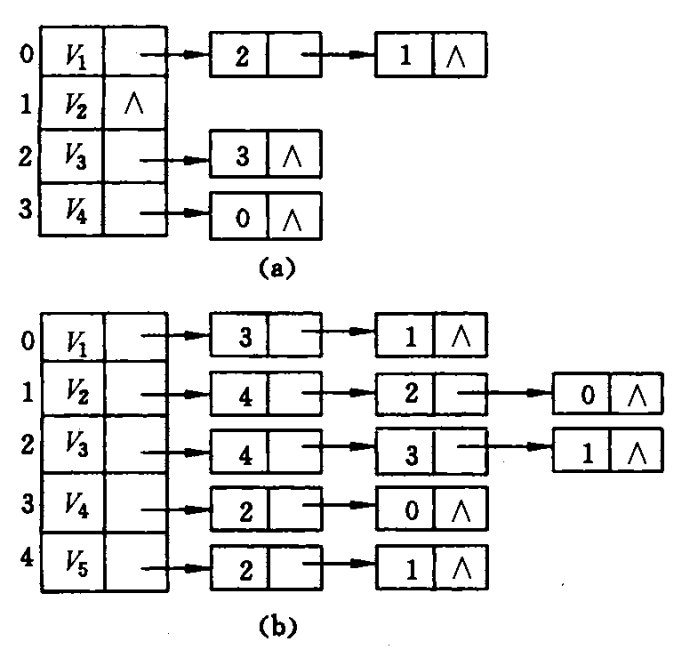 0 V₁ 2 1 ∧
1 V₂ ∧
2 V₃ 3 ∧
3 V₄ 0 ∧
(a)
0 V₁ 3 1 ∧
1 V₂ 4 2 0 ∧
2 V₃ 4 3 1 ∧
3 V₄ 2 0 ∧
4 V₅ 2 1 ∧
(b)